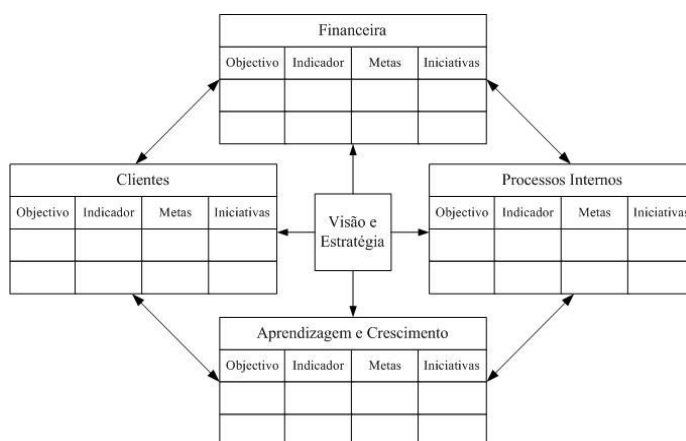 Financeira
Objectivo Indicador Metas Iniciativas
Clientes
Objectivo Indicador Metas Iniciativas
Visão e
Estratégia
Processos Internos
Objectivo Indicador Metas Iniciativas
Aprendizagem e Crescimento
Objectivo Indicador Metas Iniciativas